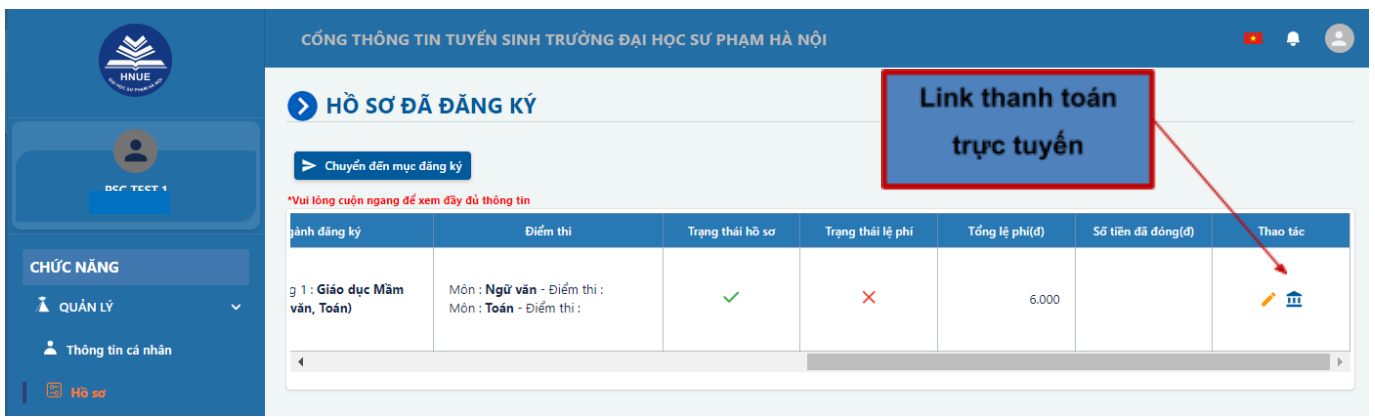 CỔNG THÔNG TIN TUYỂN SINH TRƯỜNG ĐẠI HỌC SƯ PHẠM HÀ NỘI
HNUE
Link thanh toán
trực tuyến
HỒ SƠ ĐÃ ĐĂNG KÝ
Chuyển đến mục đăng ký
PSC TEST 1
*Vui lòng cuộn ngang để xem đầy đủ thông tin
gành đăng ký
Điểm thi
Trạng thái hồ sơ
Trạng thái lệ phí
Tổng lệ phí(đ)
Số tiền đã đóng(đ)
Thao tác
g 1 : Giáo dục Mầm
văn, Toán)
Môn : Ngữ văn - Điểm thi :
Môn : Toán - Điểm thi :
6.000
CHỨC NĂNG
QUẢN LÝ
Thông tin cá nhân
Hồ sơ